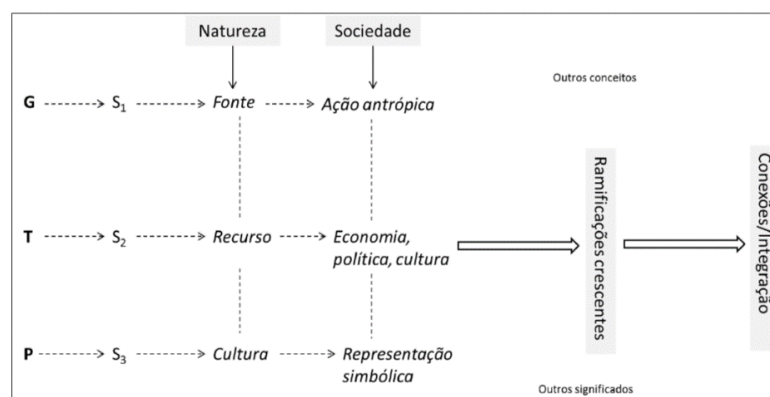 Natureza
Sociedade
Outros conceitos
G
S₁
Fonte
Ação antrópica
T
S₂
Recurso
Economia,
política, cultura
Ramificações crescentes
Conexões/Integração
P
S₃
Cultura
Representação
simbólica
Outros significados